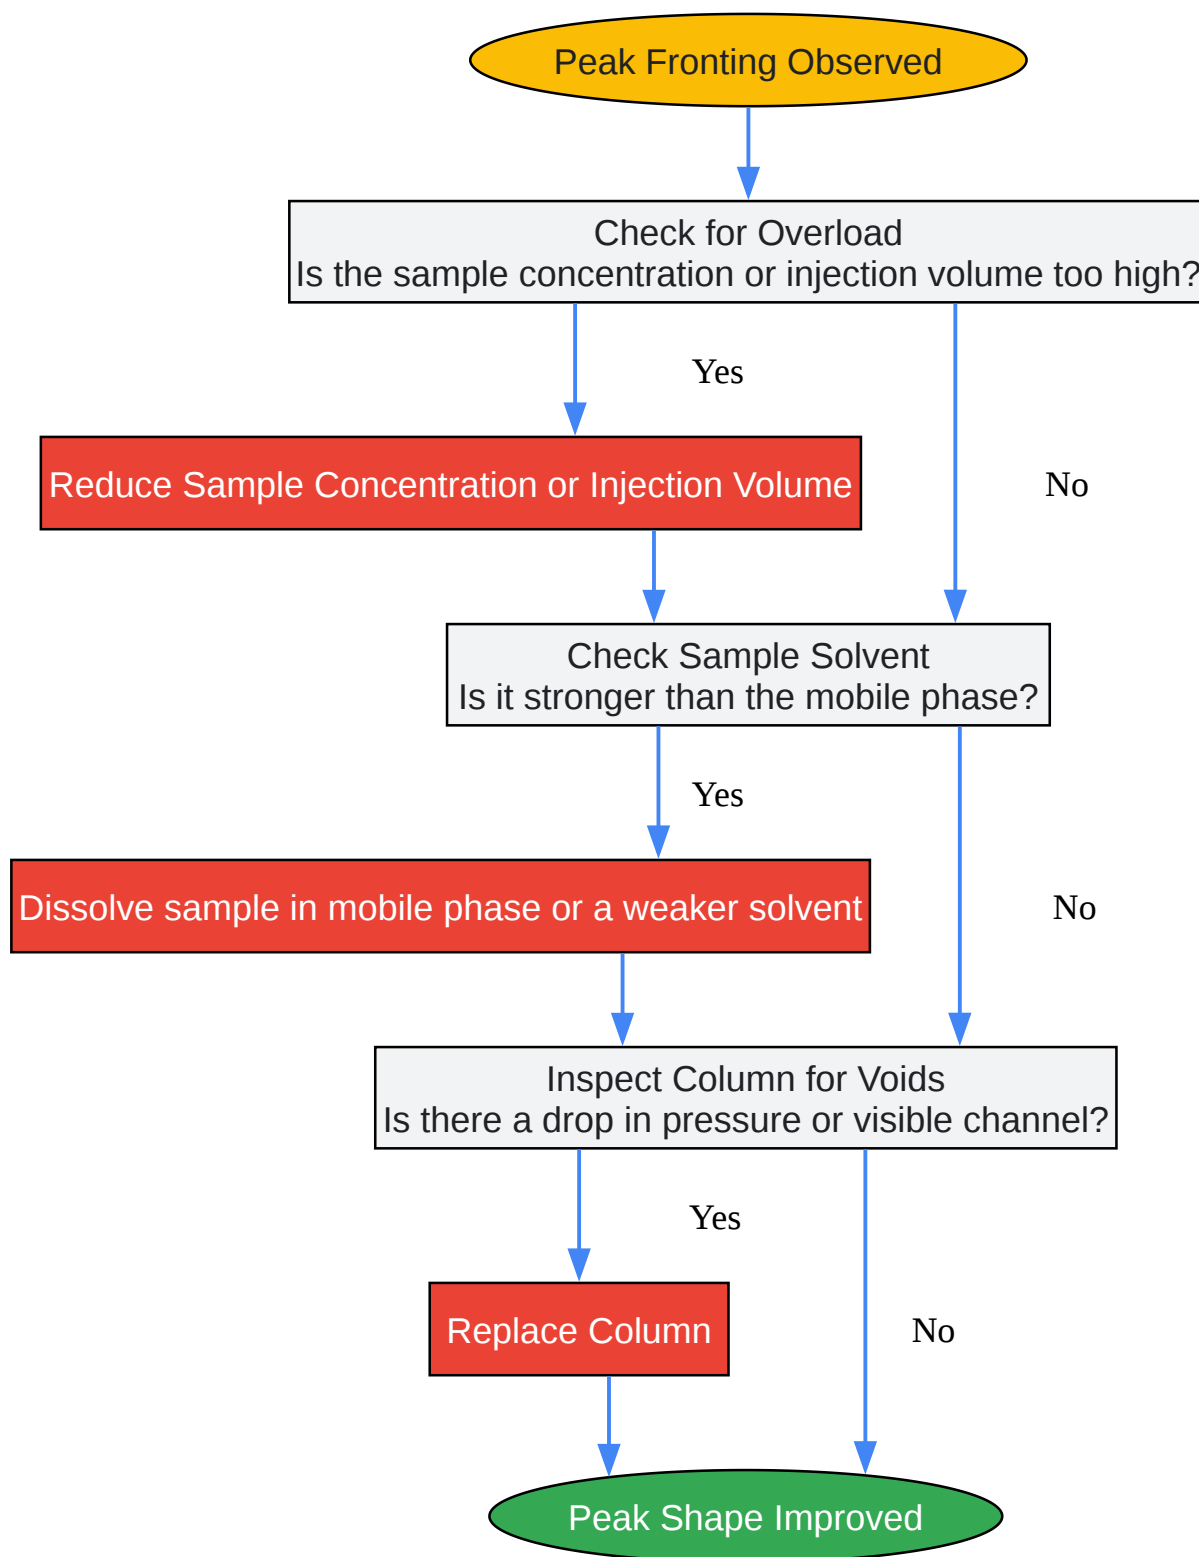 Peak Fronting Observed
Check for Overload
Is the sample concentration or injection volume too high?
Yes
Reduce Sample Concentration or Injection Volume
No
Check Sample Solvent
Is it stronger than the mobile phase?
Yes
Dissolve sample in mobile phase or a weaker solvent
No
Inspect Column for Voids
Is there a drop in pressure or visible channel?
Yes
Replace Column
No
Peak Shape Improved